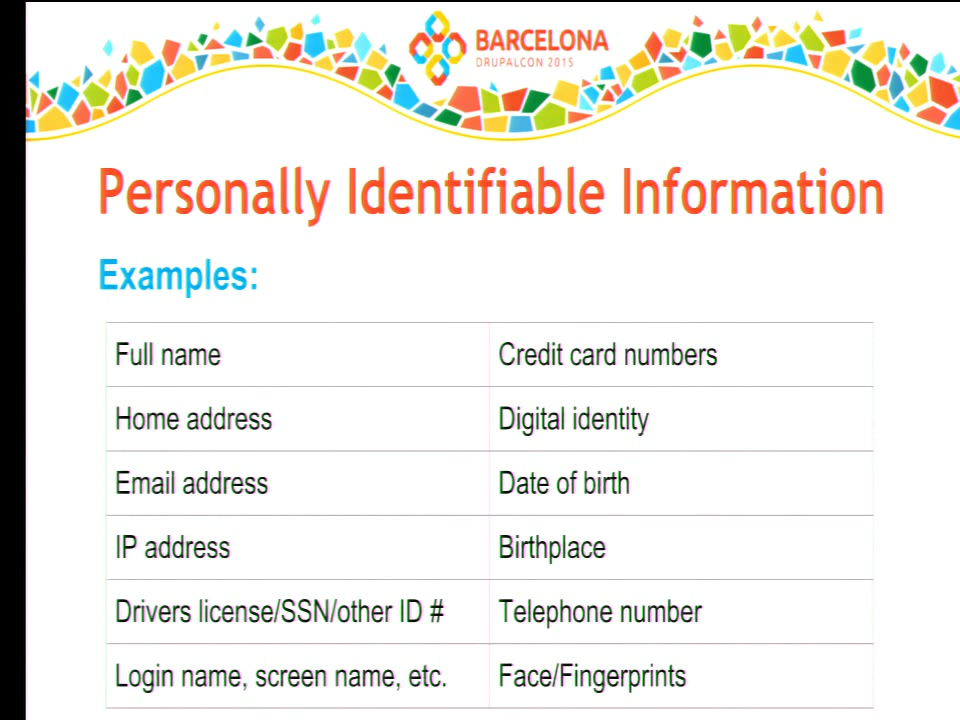 BARCELONA
DRUPALCON 2015
Personally Identifiable Information
Examples:
Full name
Credit card numbers
Home address
Digital identity
Email address
Date of birth
IP address
Birthplace
Drivers license/SSN/other ID #
Telephone number
Login name, screen name, etc.
Face/Fingerprints